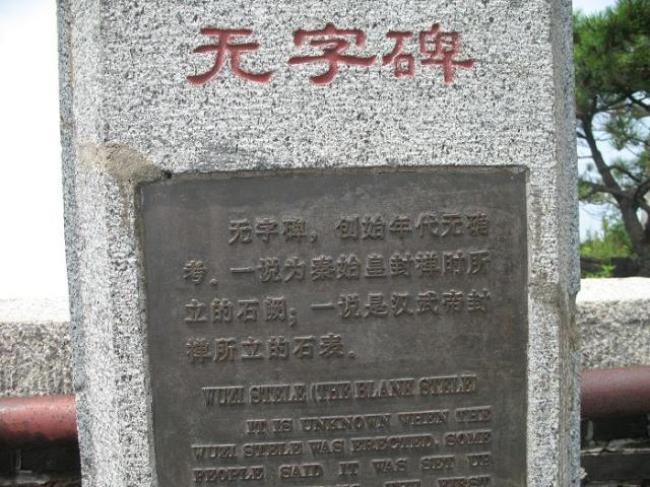 无字碑
无字碑，创始年代无确
考。一说为秦始皇封禅时所
立的石阙；一说是汉武帝封
禅所立的石表。
WUZI STELE (THE BLANK STELE)
IT IS UNKNOWN WHEN THE
WUZI STELE WAS ERECTED. SOME
PEOPLE SAID IT WAS SET UP
THE FIRST